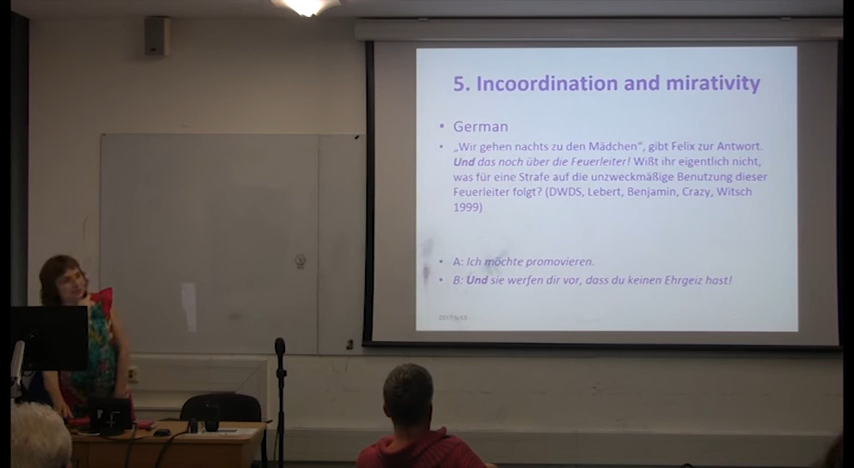 5. Incoordination and mirativity
• German
• „Wir gehen nachts zu den Mädchen“, gibt Felix zur Antwort.
Und das noch über die Feuerleiter! Wißt ihr eigentlich nicht,
was für eine Strafe auf die unzweckmäßige Benutzung dieser
Feuerleiter folgt? (DWDS, Lebert, Benjamin, Crazy, Witsch
1999)
• A: Ich möchte promovieren.
• B: Und sie werfen dir vor, dass du keinen Ehrgeiz hast!